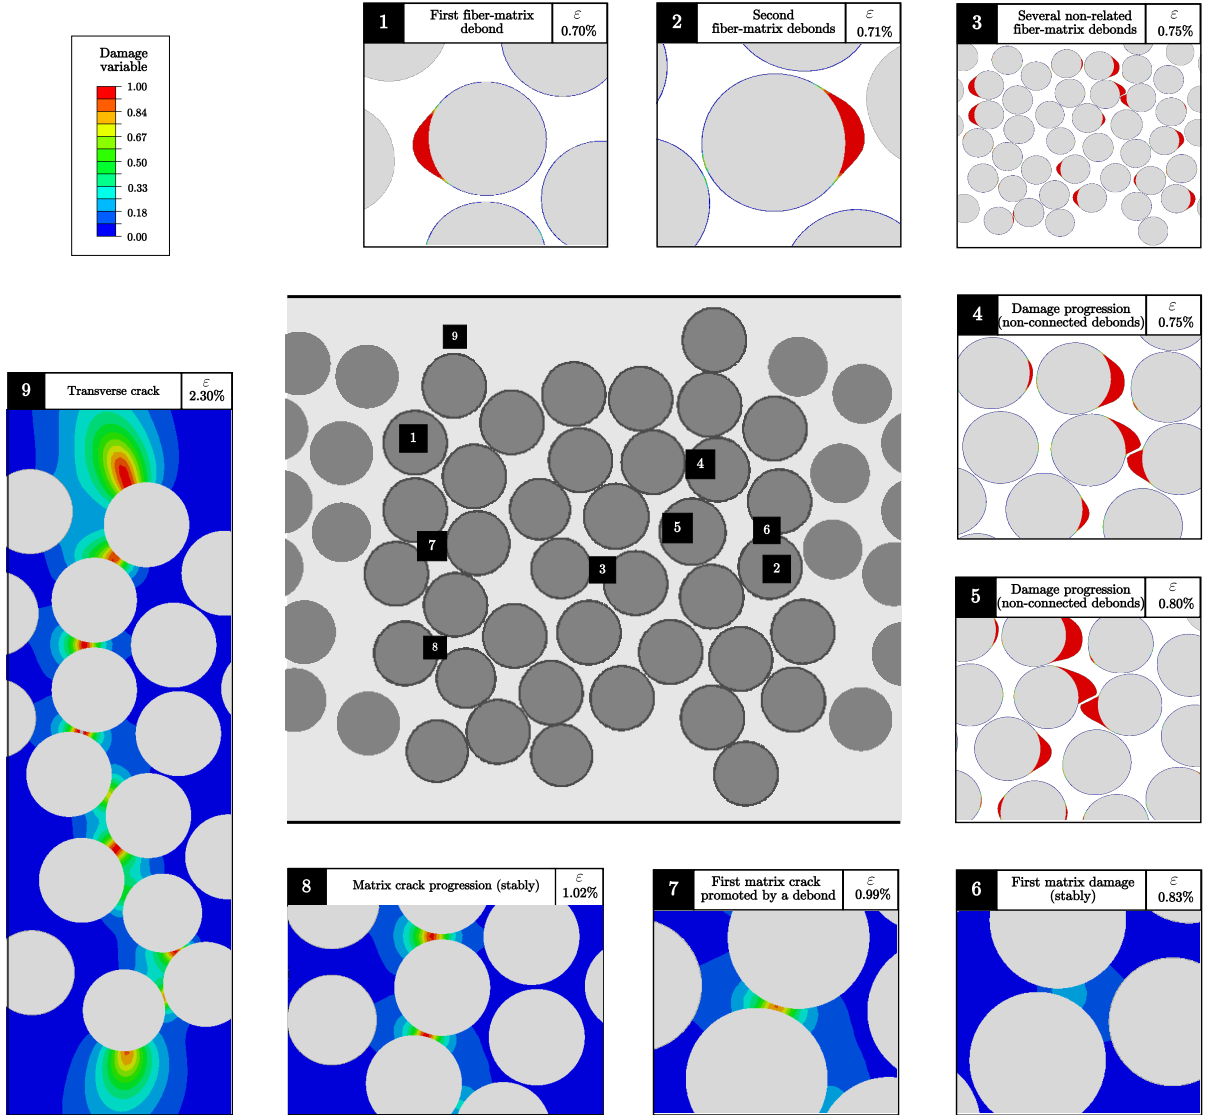 Damage
variable
1.00
0.84
0.67
0.50
0.33
0.18
0.00
1
First fiber-matrix
debond
ε
0.70%
2
Second
fiber-matrix debonds
ε
0.71%
3
Several non-related
fiber-matrix debonds
ε
0.75%
4
Damage progression
(non-connected debonds)
ε
0.75%
5
Damage progression
(non-connected debonds)
ε
0.80%
6
First matrix damage
(stably)
ε
0.83%
7
First matrix crack
promoted by a debond
ε
0.99%
8
Matrix crack progression (stably)
ε
1.02%
9
Transverse crack
ε
2.30%
9
1
4
5
6
7
3
2
8